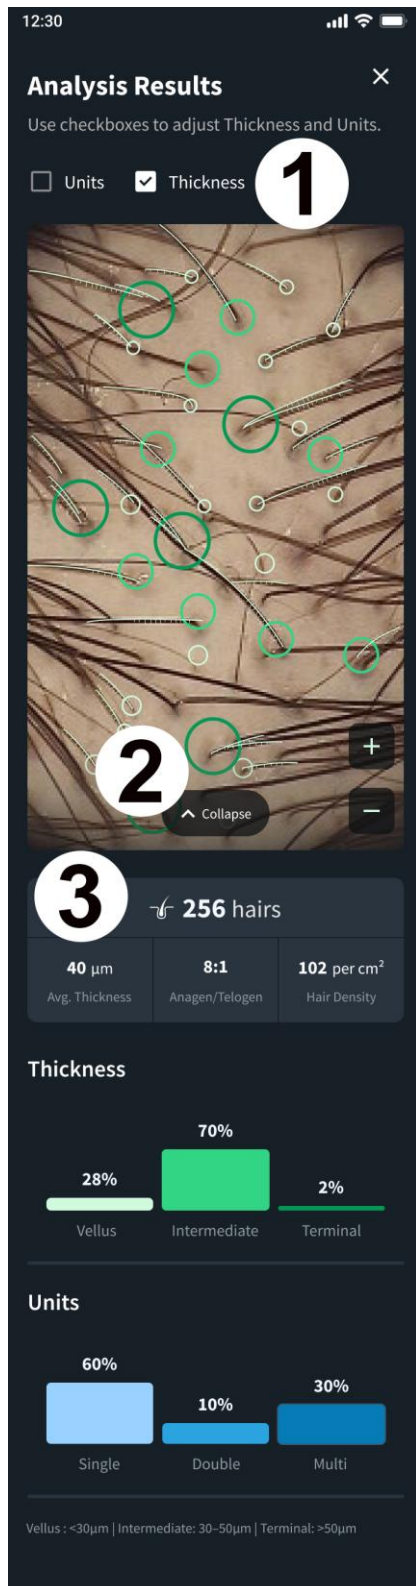 12:30
Analysis Results
Use checkboxes to adjust Thickness and Units.
Units Thickness
1
2
Collapse
3
256 hairs
40 µm 8:1 102 per cm²
Avg. Thickness Anagen/Telogen Hair Density
Thickness
70%
28% 2%
Vellus Intermediate Terminal
Units
60%
10% 30%
Single Double Multi
Vellus : <30µm | Intermediate: 30–50µm | Terminal: >50µm